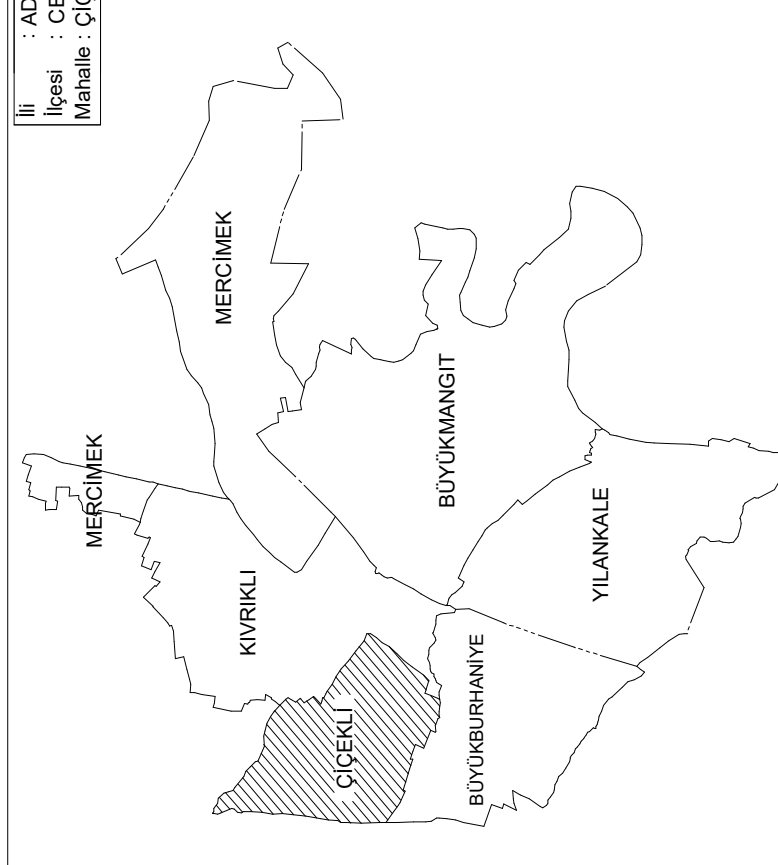 İli : AD
İlçesi : CE
Mahalle : ÇİÇ
MERCİMEK
MERCİMEK
KIVRIKLI
BÜYÜKMANGIT
ÇİÇEKLİ
BÜYÜKBURHANİYE
YILANKALE